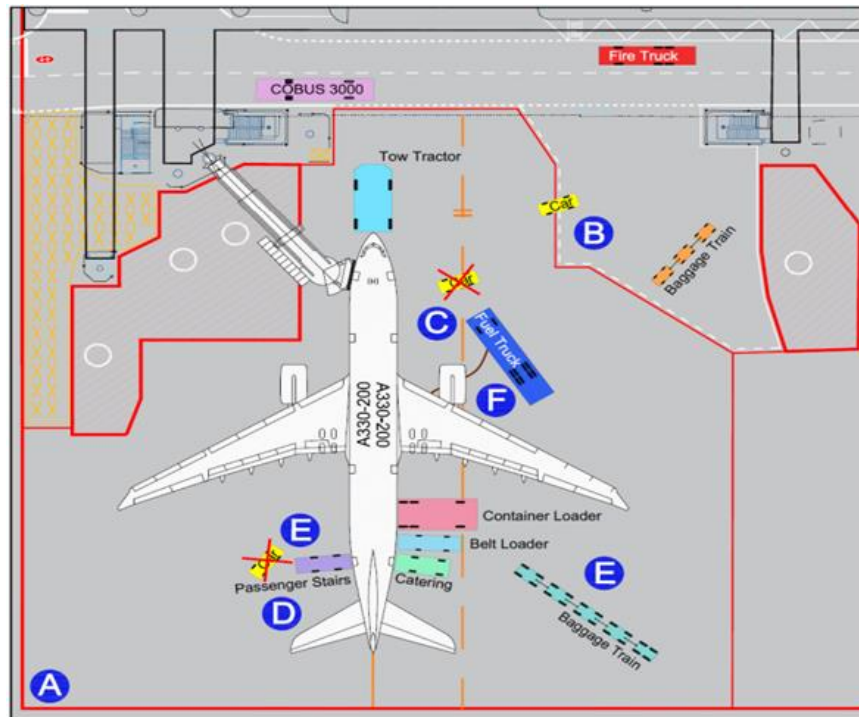 Fire Truck
COBUS 3000
Tow Tractor
Car
B
Baggage Train
Car
C
Fuel Truck
F
A330-200
A330-200
Container Loader
E
Belt Loader
Car
E
Passenger Stairs
Catering
D
Baggage Train
A